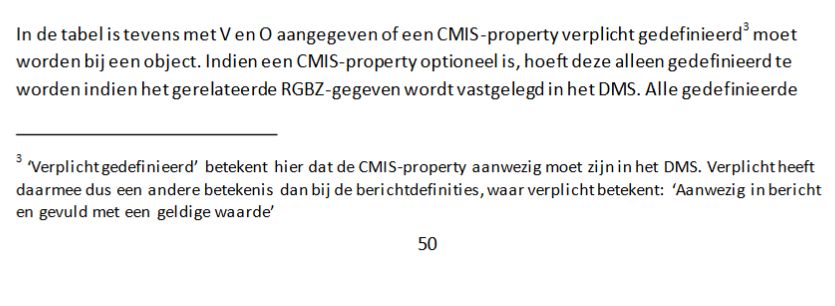 In de tabel is tevens met V en O aangegeven of een CMIS-property verplicht gedefinieerd³ moet
worden bij een object. Indien een CMIS-property optioneel is, hoeft deze alleen gedefinieerd te
worden indien het gerelateerde RGBZ-gegeven wordt vastgelegd in het DMS. Alle gedefinieerde
³ ‘Verplicht gedefinieerd’ betekent hier dat de CMIS-property aanwezig moet zijn in het DMS. Verplicht heeft
daarmee dus een andere betekenis dan bij de berichtdefinities, waar verplicht betekent: ‘Aanwezig in bericht
en gevuld met een geldige waarde’
50